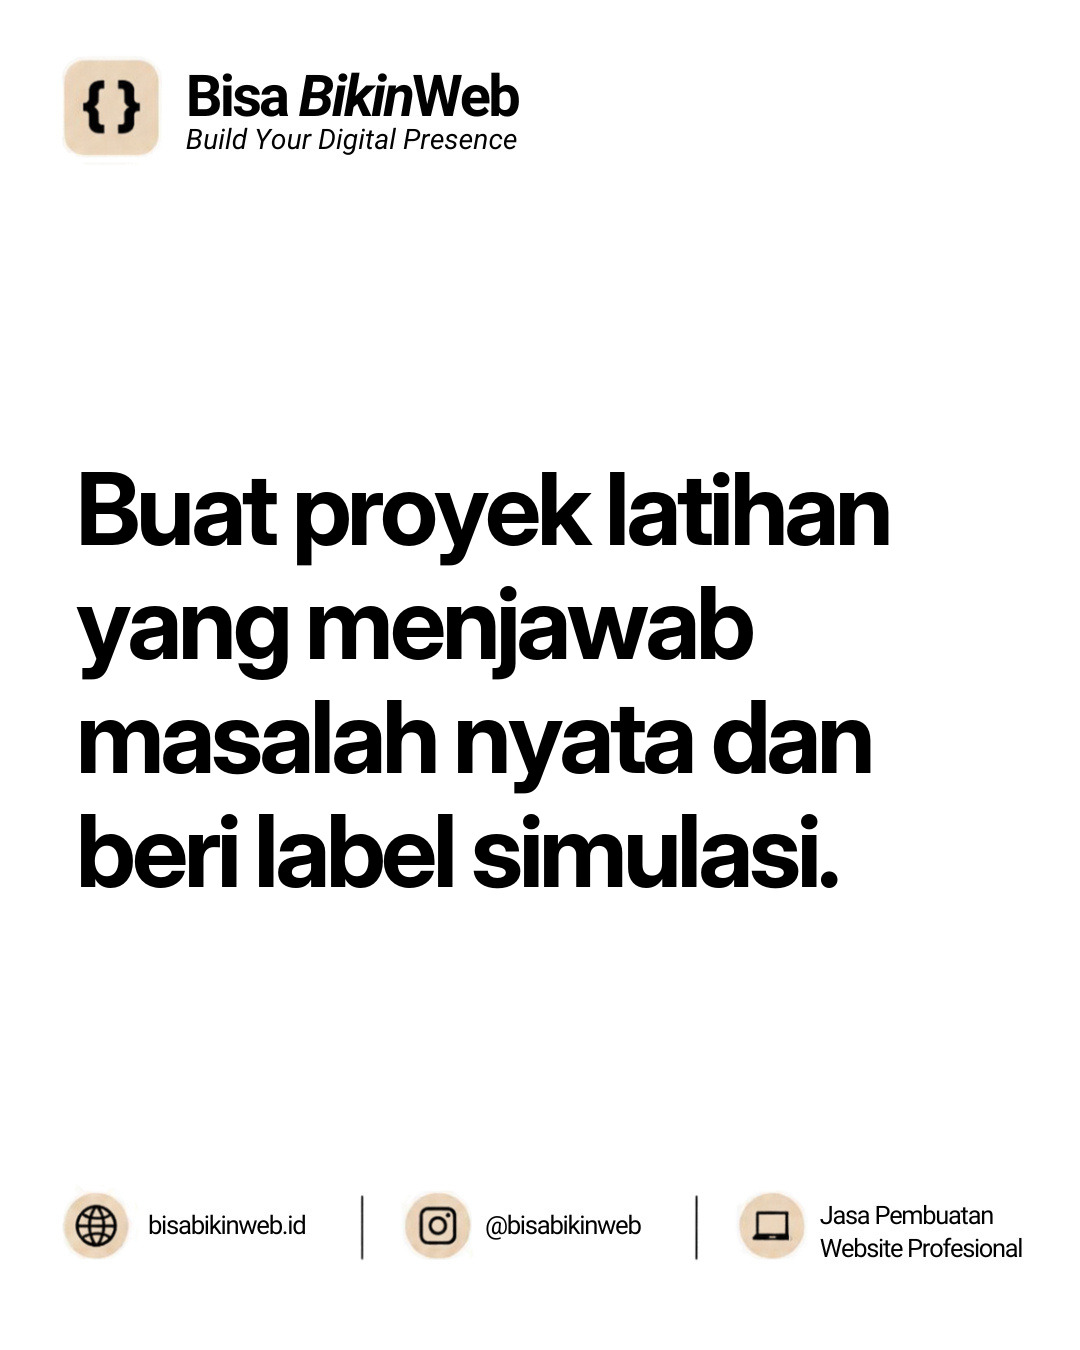 { }
Bisa BikinWeb
Build Your Digital Presence
Buat proyek latihan
yang menjawab
masalah nyata dan
beri label simulasi.
bisabikinweb.id
@bisabikinweb
Jasa Pembuatan
Website Profesional